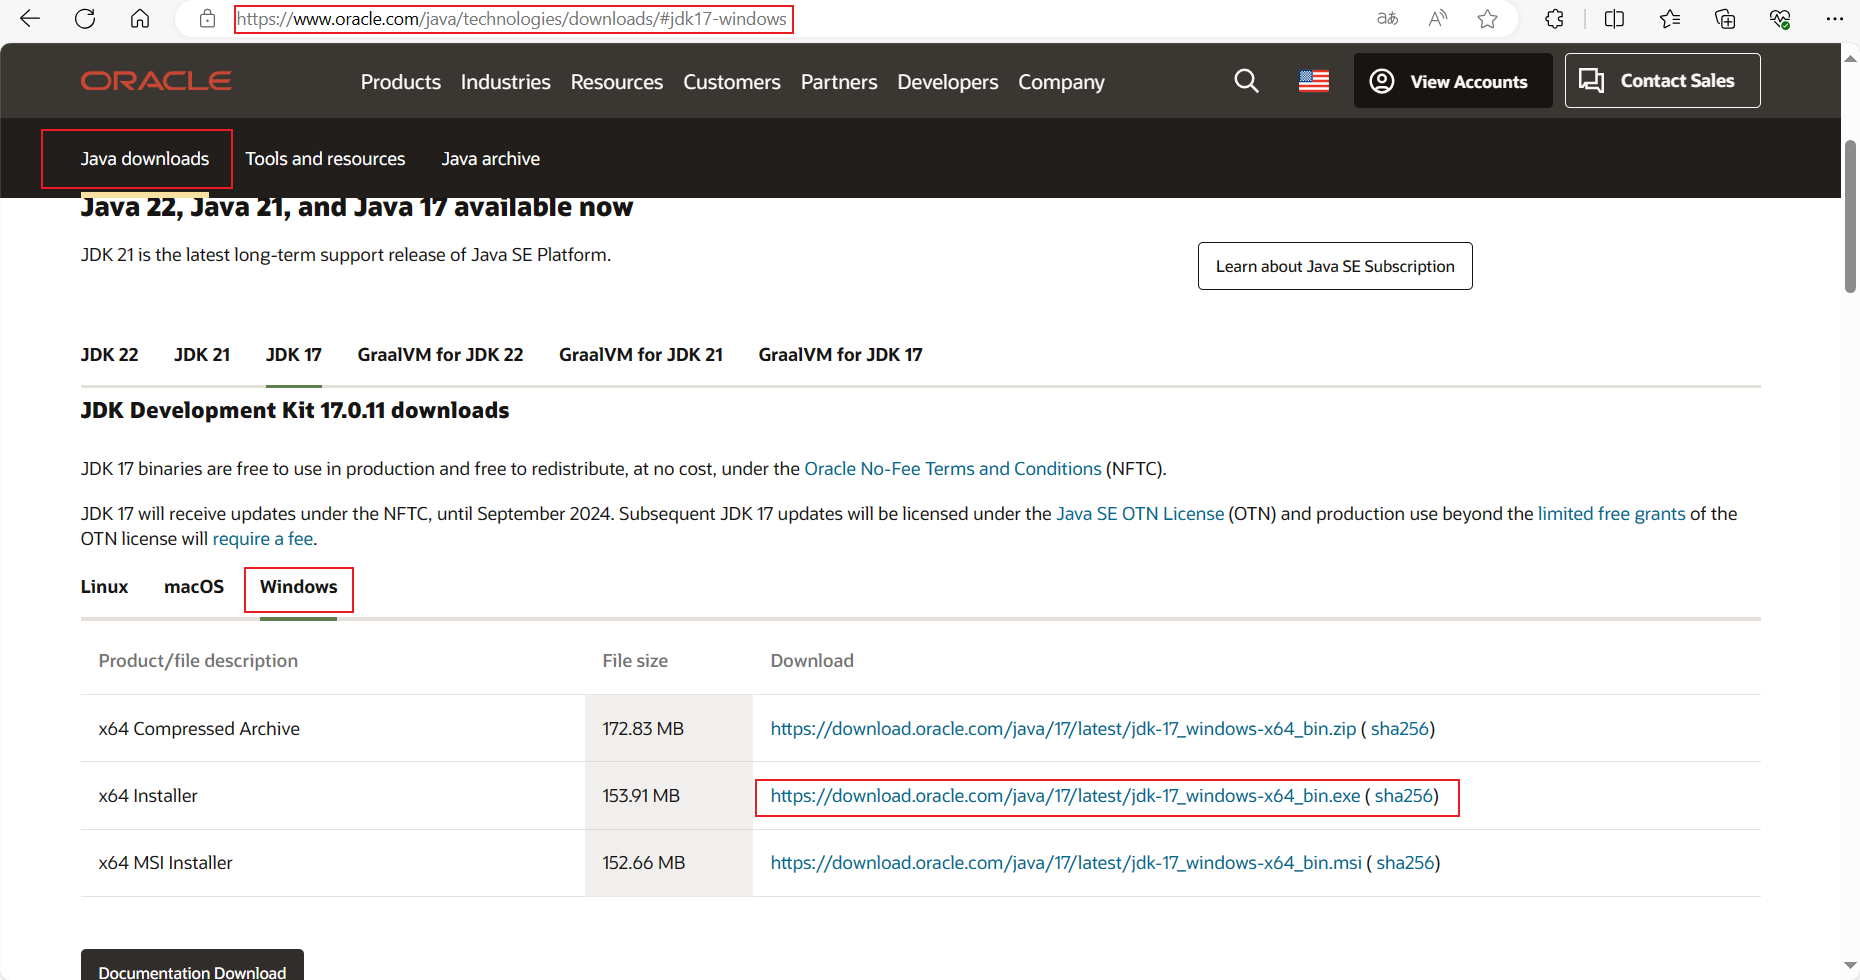 https://www.oracle.com/java/technologies/downloads/#jdk17-windows
ORACLE
Products Industries Resources Customers Partners Developers Company
View Accounts
Contact Sales
Java downloads Tools and resources Java archive
Java 22, Java 21, and Java 17 available now
JDK 21 is the latest long-term support release of Java SE Platform.
Learn about Java SE Subscription
JDK 22 JDK 21 JDK 17 GraalVM for JDK 22 GraalVM for JDK 21 GraalVM for JDK 17
JDK Development Kit 17.0.11 downloads
JDK 17 binaries are free to use in production and free to redistribute, at no cost, under the Oracle No-Fee Terms and Conditions (NFTC).
JDK 17 will receive updates under the NFTC, until September 2024. Subsequent JDK 17 updates will be licensed under the Java SE OTN License (OTN) and production use beyond the limited free grants of the
OTN license will require a fee.
Linux macOS Windows
Product/file description File size Download
x64 Compressed Archive 172.83 MB https://download.oracle.com/java/17/latest/jdk-17_windows-x64_bin.zip ( sha256)
x64 Installer 153.91 MB https://download.oracle.com/java/17/latest/jdk-17_windows-x64_bin.exe ( sha256)
x64 MSI Installer 152.66 MB https://download.oracle.com/java/17/latest/jdk-17_windows-x64_bin.msi ( sha256)
Documentation Download